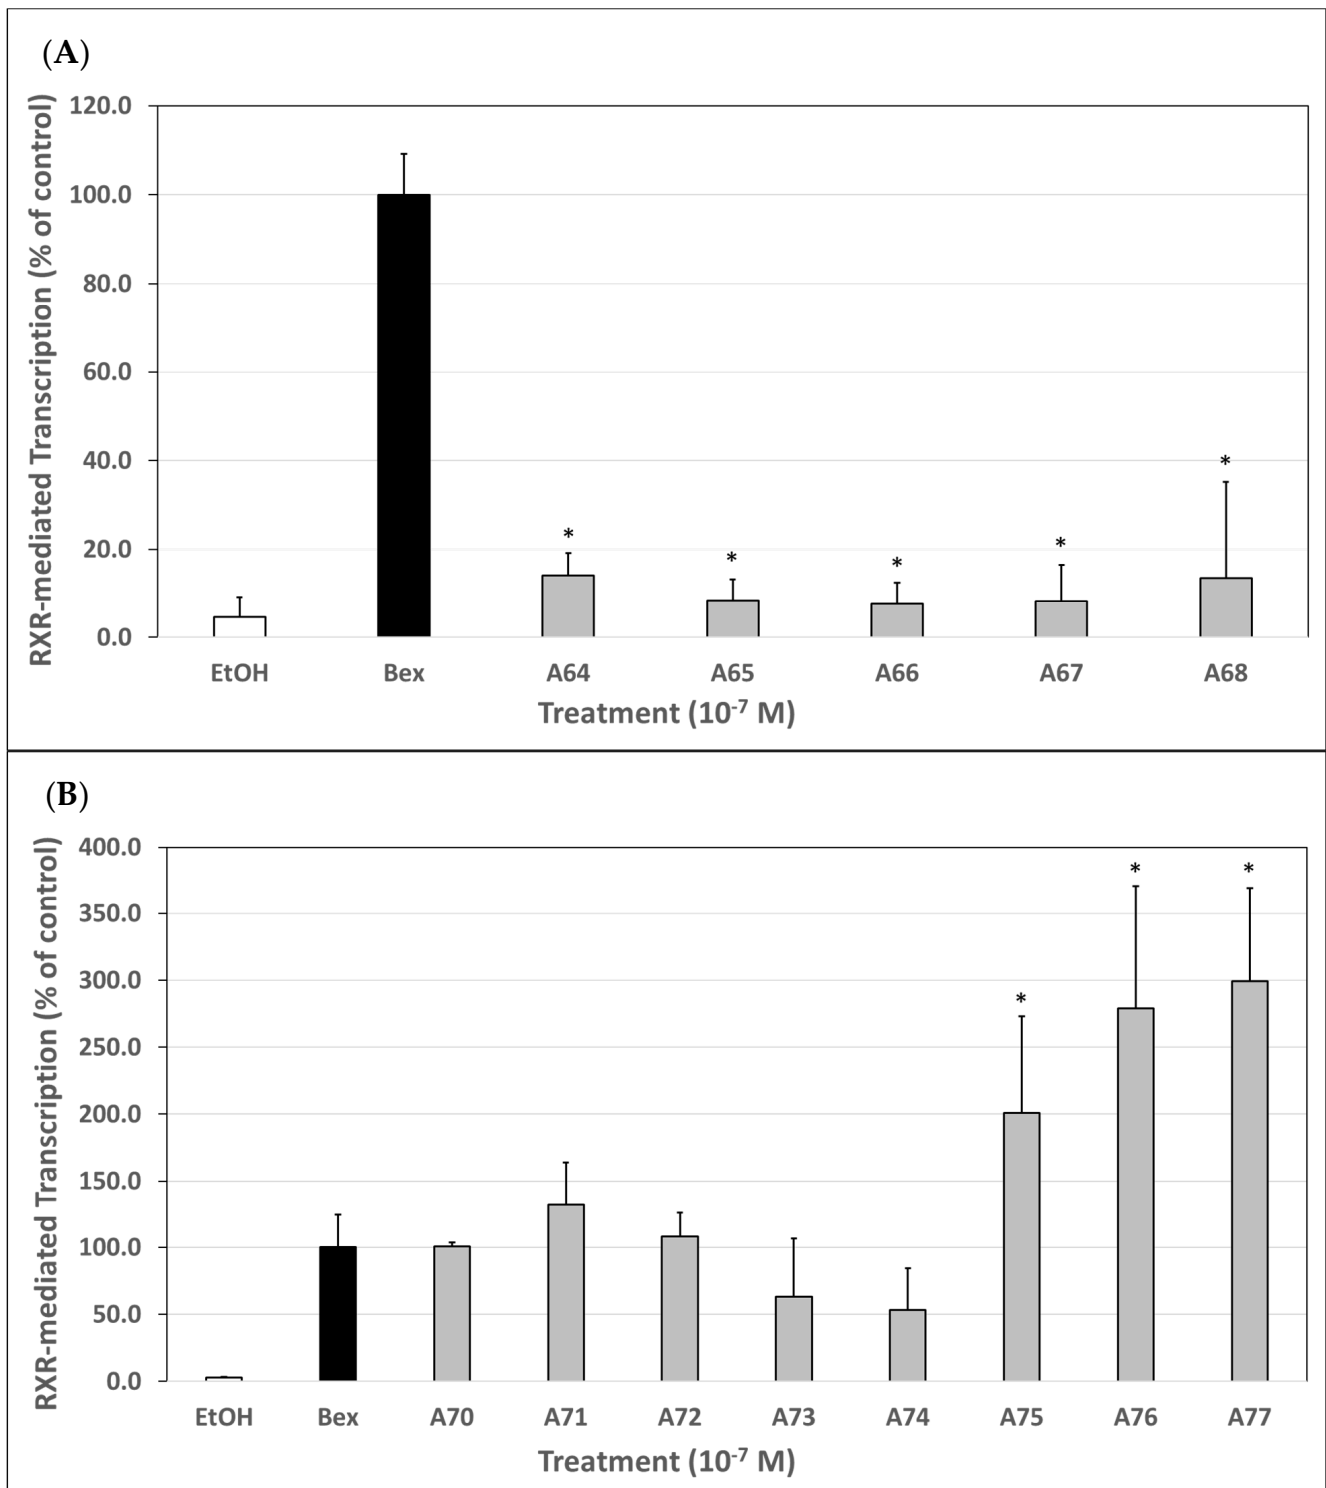 (A)
RXR-mediated Transcription (% of control)
120.0
100.0
80.0
60.0
40.0
20.0
0.0
* * * * *
EtOH Bex A64 A65 A66 A67 A68
Treatment (10⁻⁷ M)
(B)
RXR-mediated Transcription (% of control)
400.0
350.0
300.0
250.0
200.0
150.0
100.0
50.0
0.0
* * *
EtOH Bex A70 A71 A72 A73 A74 A75 A76 A77
Treatment (10⁻⁷ M)